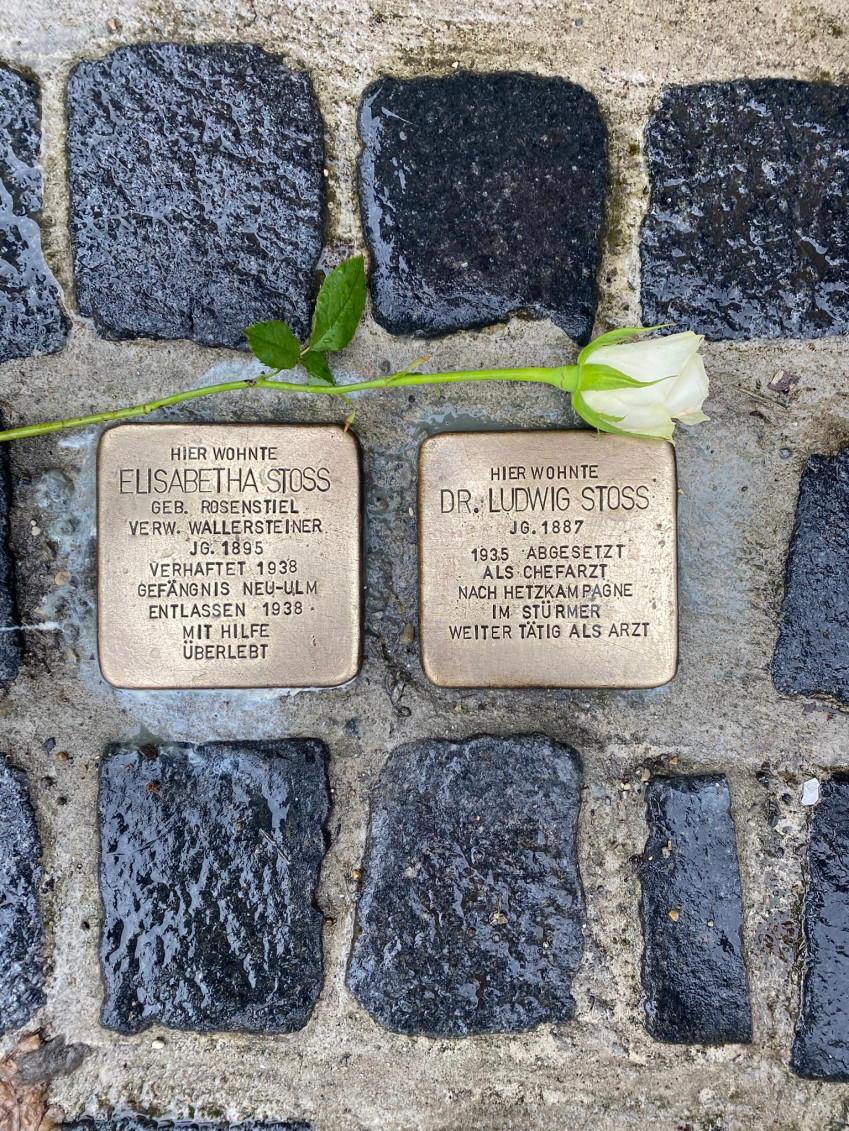 HIER WOHNTE
ELISABETHA STOSS
GEB. ROSENSTIEL
VERW. WALLERSTEINER
JG. 1895
VERHAFTET 1938
GEFÄNGNIS NEU-ULM
ENTLASSEN 1938
MIT HILFE
ÜBERLEBT
HIER WOHNTE
DR. LUDWIG STOSS
JG. 1887
1935 ABGESETZT
ALS CHEFARZT
NACH HETZKAMPAGNE
IM STÜRMER
WEITER TÄTIG ALS ARZT